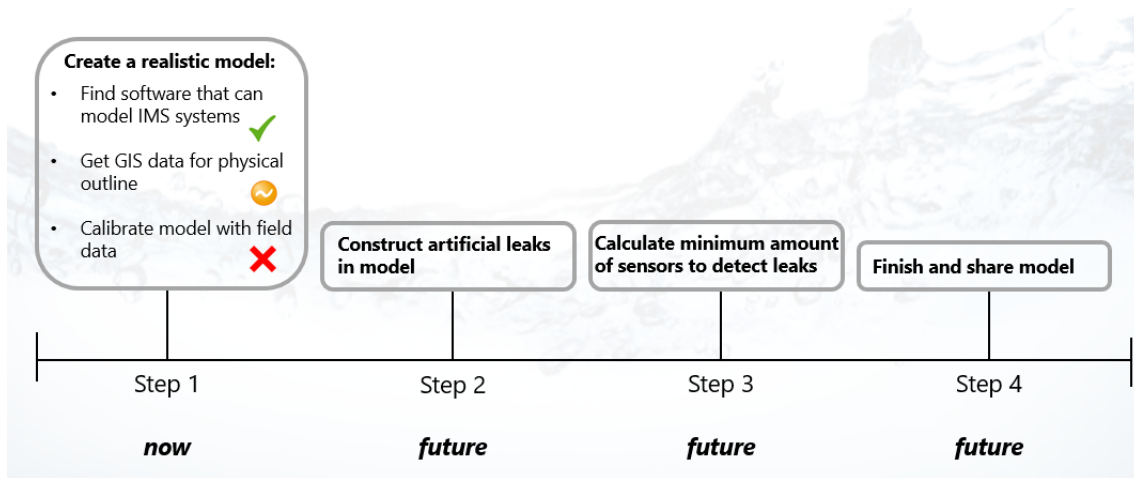 Create a realistic model:
• Find software that can
model IMS systems
• Get GIS data for physical
outline
• Calibrate model with field
data
Construct artificial leaks
in model
Calculate minimum amount
of sensors to detect leaks
Finish and share model
Step 1
Step 2
Step 3
Step 4
now
future
future
future